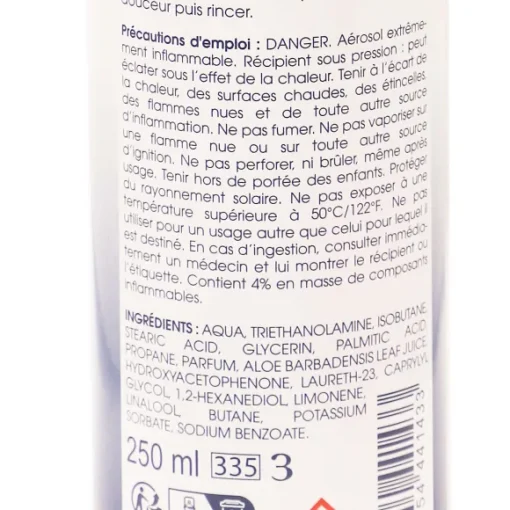 douceur puis rincer.
Précautions d'emploi : DANGER. Aérosol extrême-
ment inflammable. Récipient sous pression : peut
éclater sous l'effet de la chaleur. Tenir à l'écart de
la chaleur, des surfaces chaudes, des étincelles,
des flammes nues et de toute autre source
d'inflammation. Ne pas fumer. Ne pas vaporiser sur
une flamme nue ou sur toute autre source
d'ignition. Ne pas perforer, ni brûler, même après
usage. Tenir hors de portée des enfants. Protéger
du rayonnement solaire. Ne pas exposer à une
température supérieure à 50°C/122°F. Ne pas
utiliser pour un usage autre que celui pour lequel il
est destiné. En cas d'ingestion, consulter immédia-
tement un médecin et lui montrer le récipient ou
l'étiquette. Contient 4% en masse de composants
inflammables.
INGRÉDIENTS : AQUA, TRIETHANOLAMINE, ISOBUTANE,
STEARIC ACID, GLYCERIN, PALMITIC ACID,
PROPANE, PARFUM, ALOE BARBADENSIS LEAF JUICE,
HYDROXYACETOPHENONE, LAURETH-23, CAPRYLYL
GLYCOL, 1,2-HEXANEDIOL, LIMONENE,
LINALOOL, BUTANE, POTASSIUM
SORBATE, SODIUM BENZOATE.
250 ml 335 3
54 441433